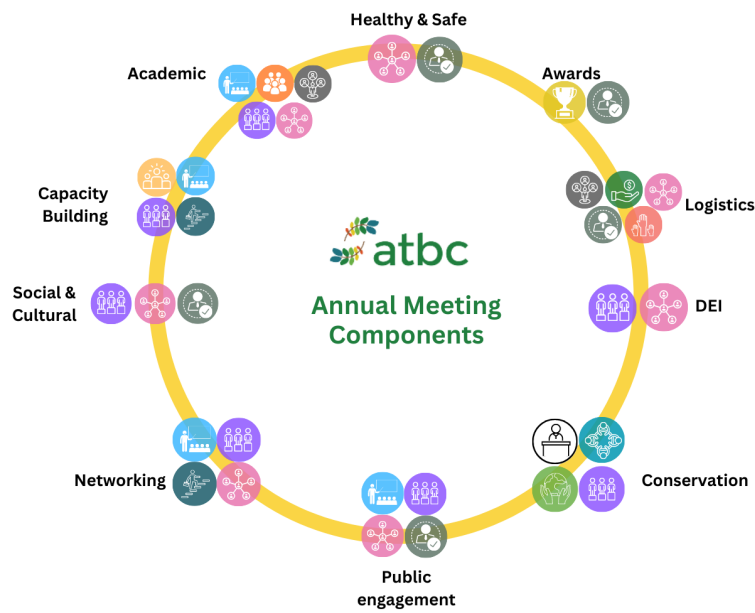 Healthy & Safe
Academic
Awards
Capacity
Building
Logistics
atbc
Annual Meeting
Components
Social &
Cultural
DEI
Networking
Conservation
Public
engagement